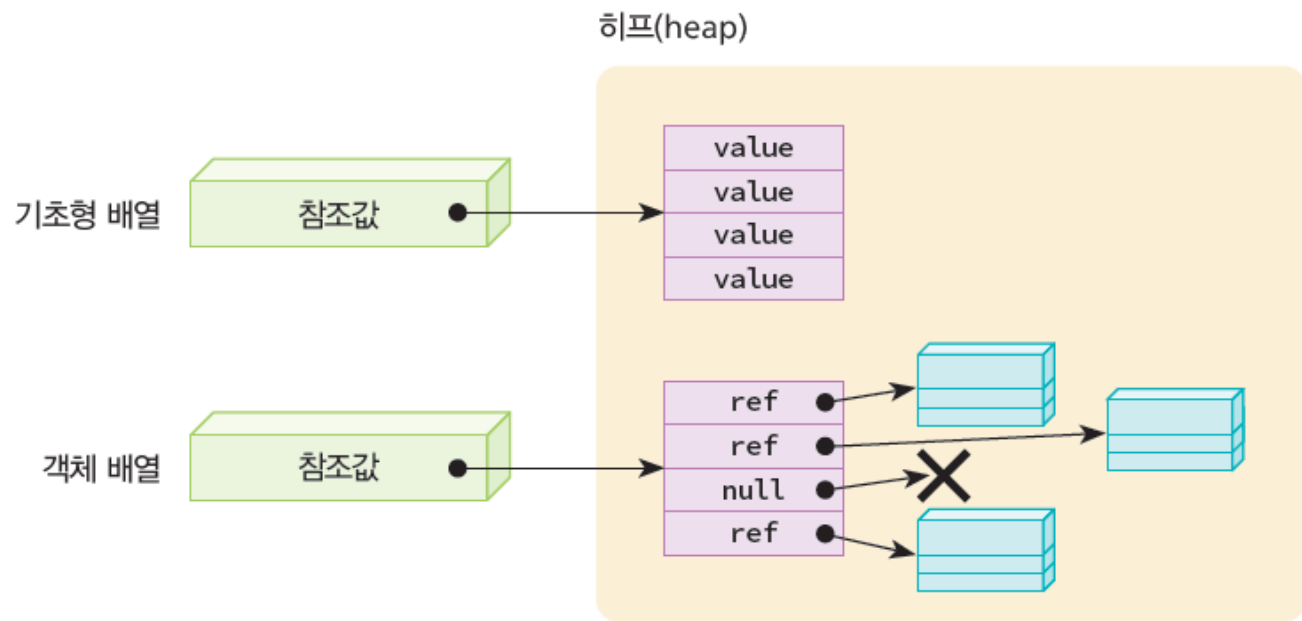 히프(heap)
기초형 배열
참조값
value
value
value
value
객체 배열
참조값
ref
ref
null
ref